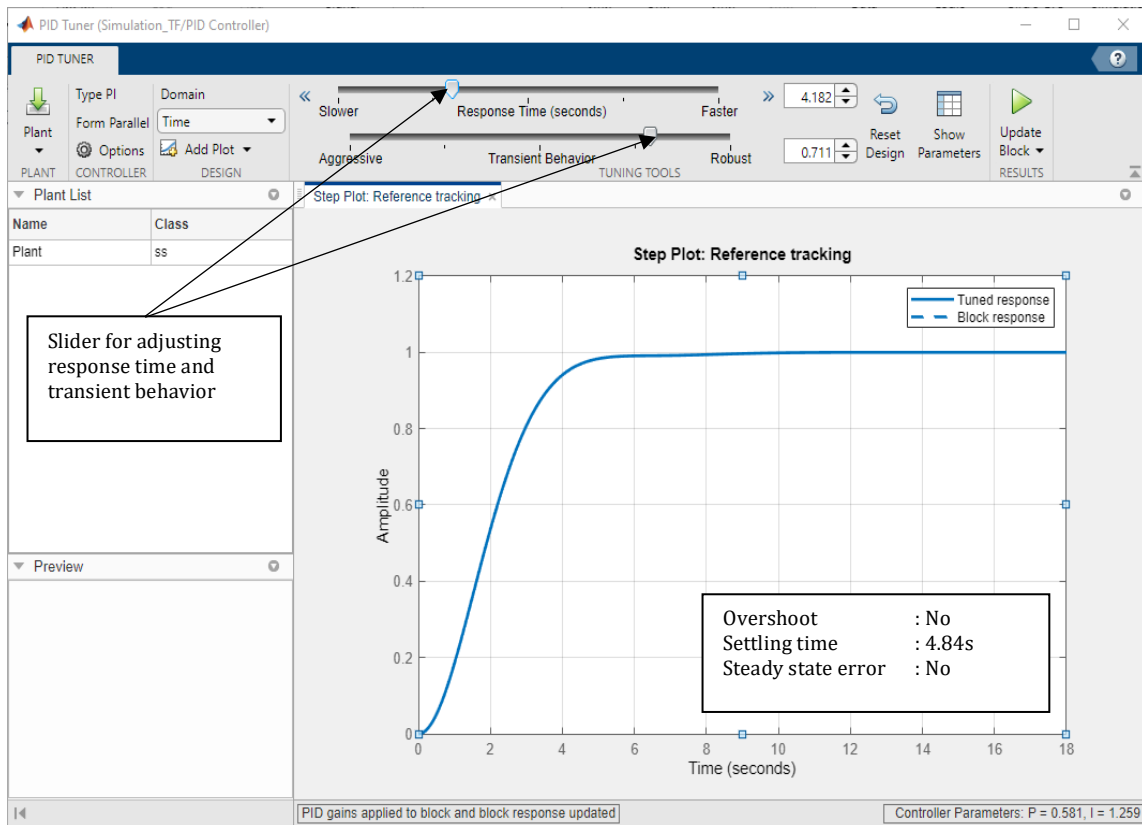 PID Tuner (Simulation_TF/PID Controller)
PID TUNER
?
Plant
PLANT
Type PI
Form Parallel
Options
CONTROLLER
Domain
Time
Add Plot
DESIGN
Slower Response Time (seconds) Faster
4.182
Aggressive Transient Behavior Robust
0.711
TUNING TOOLS
Reset
Design
Show
Parameters
Update
Block
RESULTS
Plant List
Name Class
Plant ss
Preview
Slider for adjusting
response time and
transient behavior
Step Plot: Reference tracking
Step Plot: Reference tracking
Tuned response
Block response
Amplitude
1.2
1
0.8
0.6
0.4
0.2
0
0 2 4 6 8 10 12 14 16 18
Time (seconds)
Overshoot : No
Settling time : 4.84s
Steady state error : No
PID gains applied to block and block response updated
Controller Parameters: P = 0.581, I = 1.259